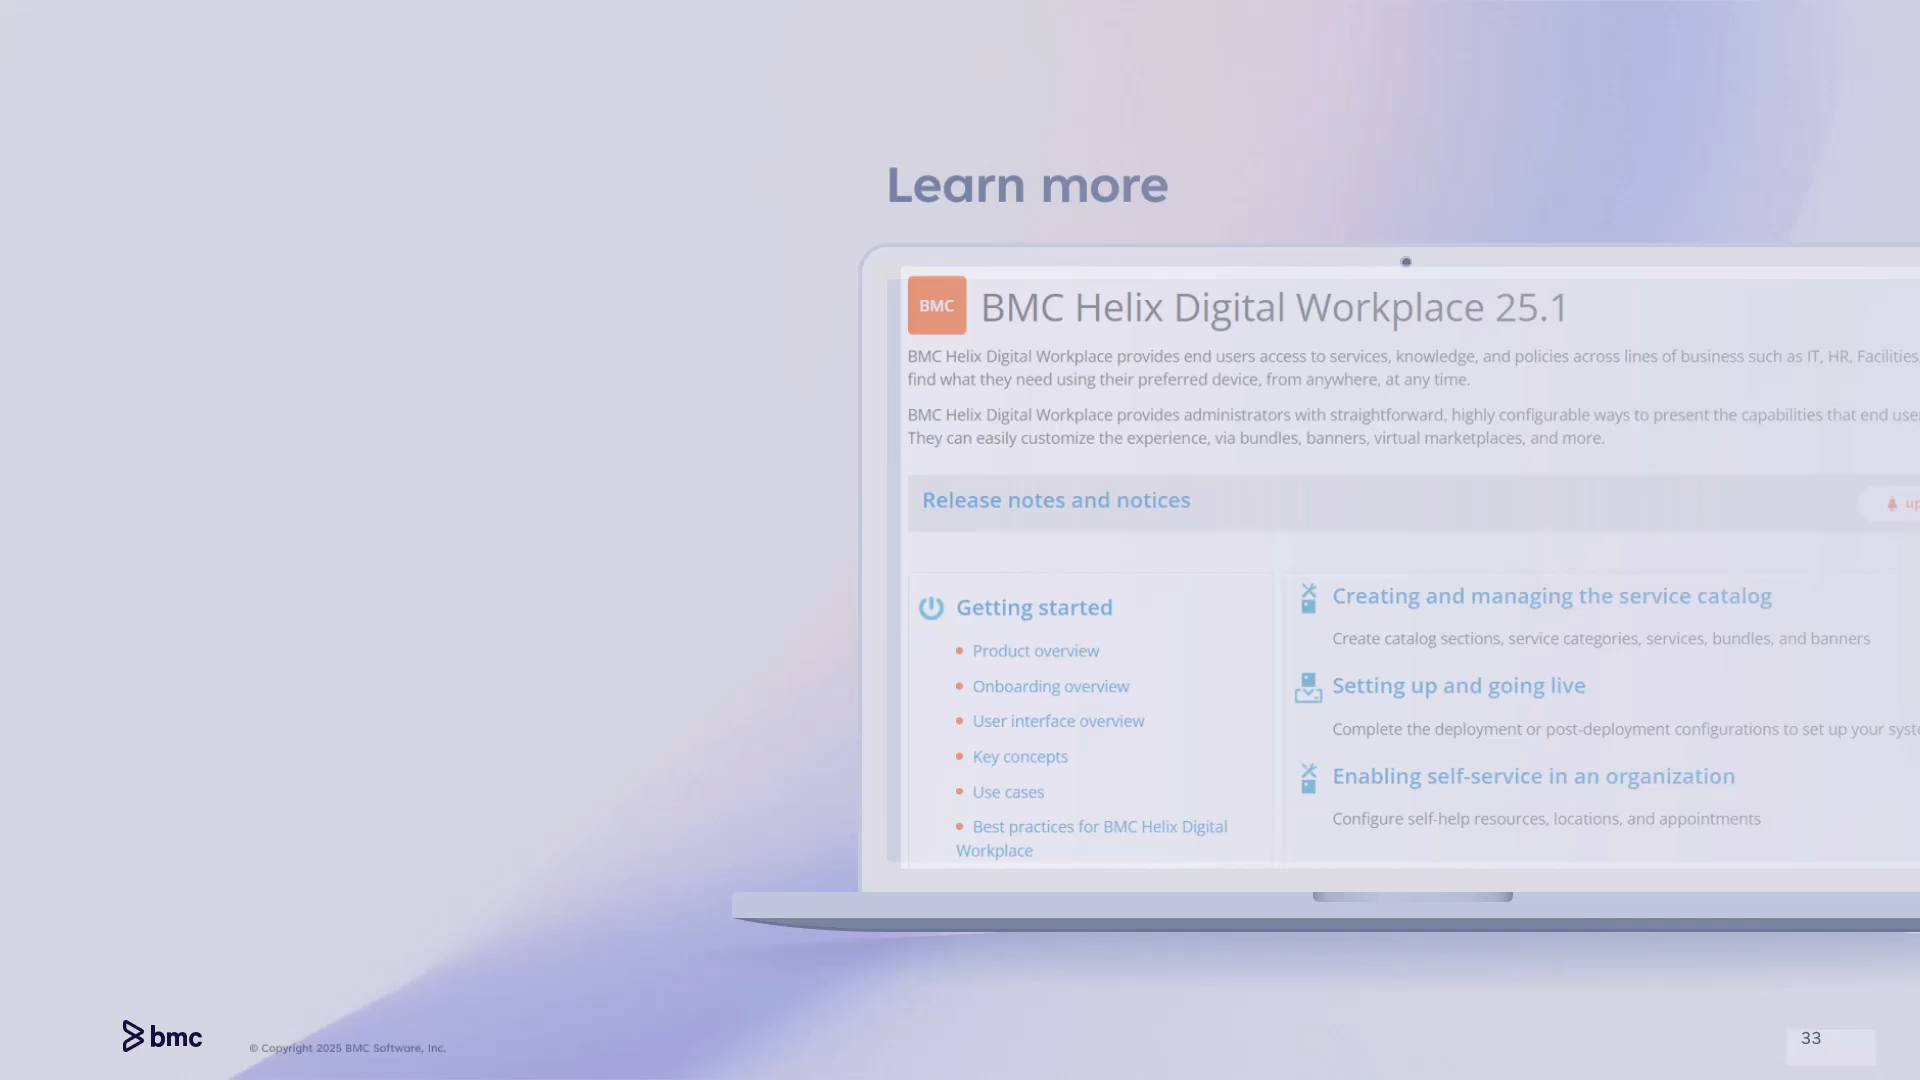 Learn more
BMC
BMC Helix Digital Workplace 25.1
BMC Helix Digital Workplace provides end users access to services, knowledge, and policies across lines of business such as IT, HR, Facilities,
find what they need using their preferred device, from anywhere, at any time.
BMC Helix Digital Workplace provides administrators with straightforward, highly configurable ways to present the capabilities that end use
They can easily customize the experience, via bundles, banners, virtual marketplaces, and more.
Release notes and notices
up
Getting started
Product overview
Onboarding overview
User interface overview
Key concepts
Use cases
Best practices for BMC Helix Digital
Workplace
Creating and managing the service catalog
Create catalog sections, service categories, services, bundles, and banners
Setting up and going live
Complete the deployment or post-deployment configurations to set up your syste
Enabling self-service in an organization
Configure self-help resources, locations, and appointments
bmc
© Copyright 2025 BMC Software, Inc.
33